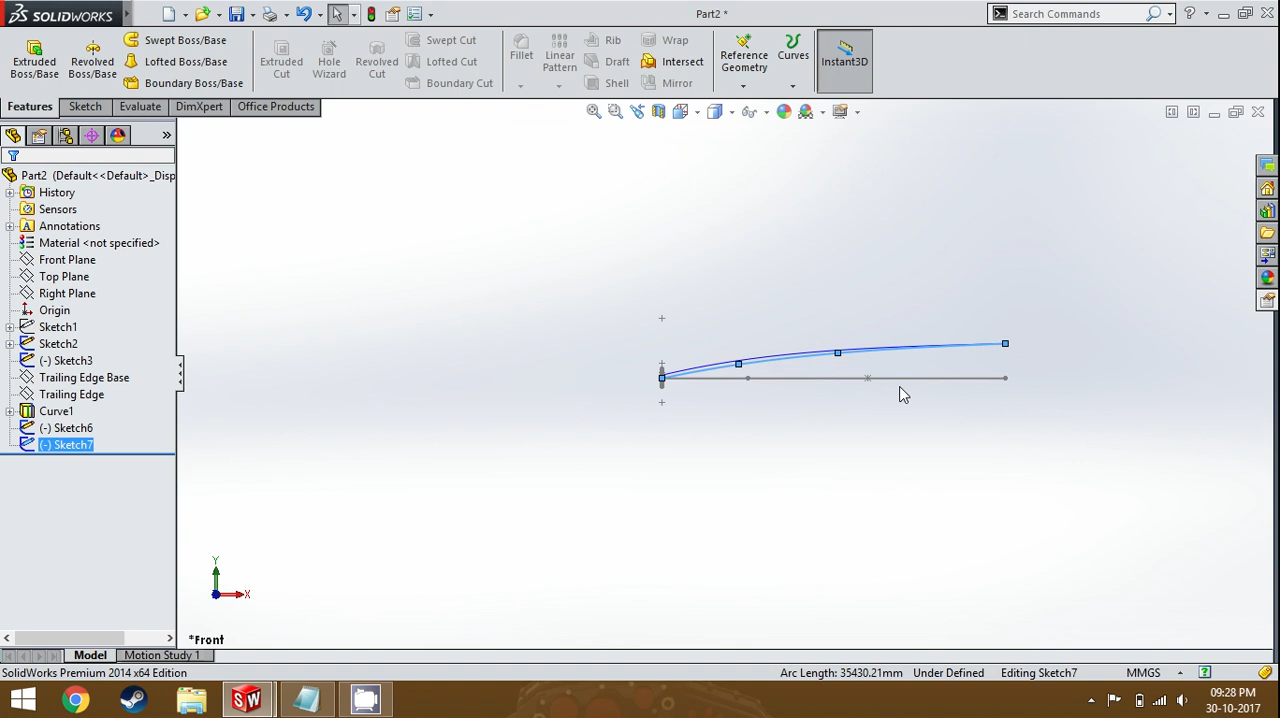 SOLIDWORKS
Part2 *
Search Commands
Extruded Boss/Base
Revolved Boss/Base
Swept Boss/Base
Lofted Boss/Base
Boundary Boss/Base
Extruded Cut
Hole Wizard
Revolved Cut
Swept Cut
Lofted Cut
Boundary Cut
Fillet
Linear Pattern
Rib
Draft
Shell
Wrap
Intersect
Mirror
Reference Geometry
Curves
Instant3D
Features
Sketch
Evaluate
DimXpert
Office Products
Part2 (Default<<Default>_Disp
History
Sensors
Annotations
Material <not specified>
Front Plane
Top Plane
Right Plane
Origin
Sketch1
Sketch2
(-) Sketch3
Trailing Edge Base
Trailing Edge
Curve1
(-) Sketch6
(-) Sketch7
Y
X
*Front
Model
Motion Study 1
SolidWorks Premium 2014 x64 Edition
Arc Length: 35430.21mm
Under Defined
Editing Sketch7
MMGS
09:28 PM
30-10-2017